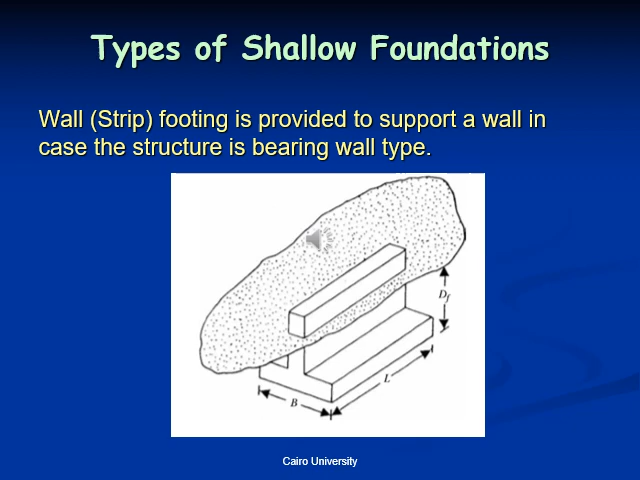 Types of Shallow Foundations
Wall (Strip) footing is provided to support a wall in
case the structure is bearing wall type.
Df
L
B
Cairo University